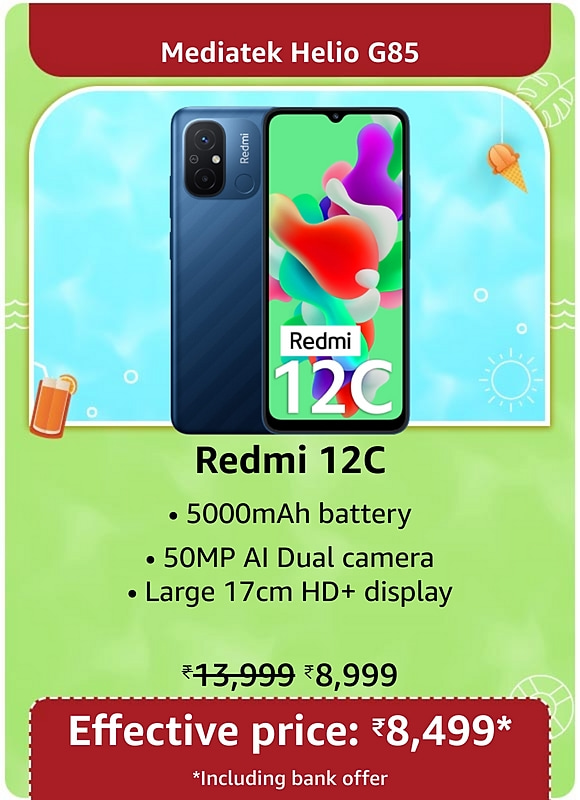 Mediatek Helio G85
Redmi
Redmi
12C
Redmi 12C
• 5000mAh battery
• 50MP AI Dual camera
• Large 17cm HD+ display
₹13,999 ₹8,999
Effective price: ₹8,499*
*Including bank offer